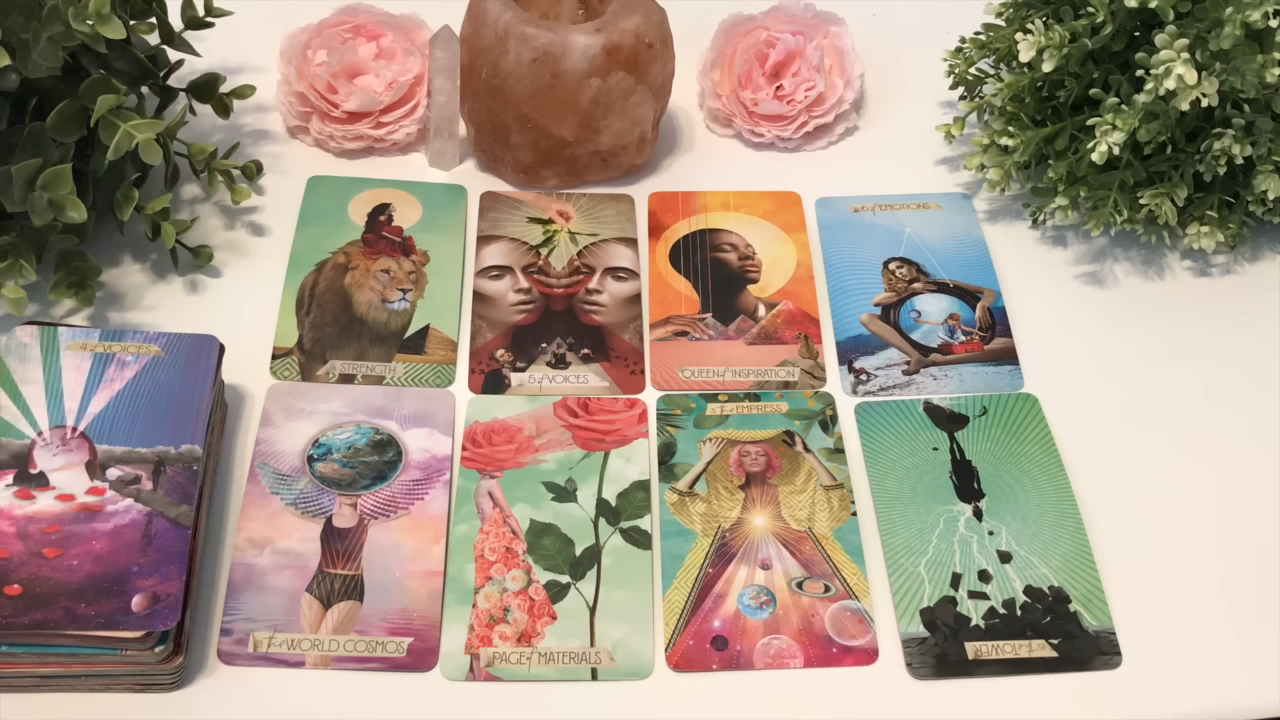 6 of EMOTIONS
STRENGTH
5 of VOICES
QUEEN of INSPIRATION
4 of VOICES
the EMPRESS
the WORLD COSMOS
PAGE of MATERIALS
the TOWER